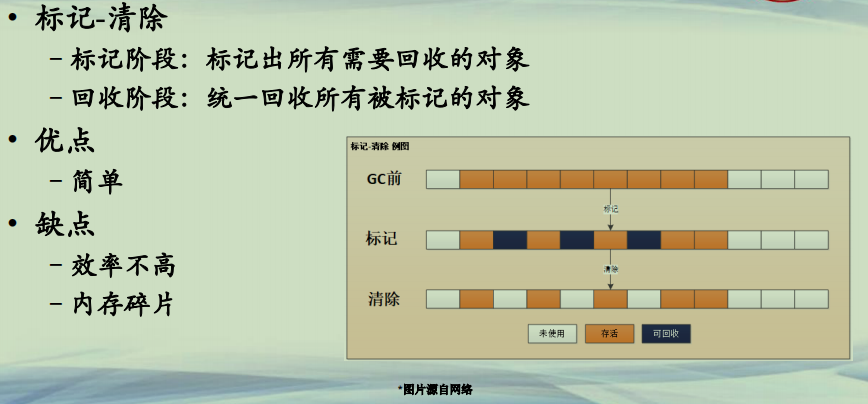 • 标记-清除
– 标记阶段：标记出所有需要回收的对象
– 回收阶段：统一回收所有被标记的对象
• 优点
– 简单
• 缺点
– 效率不高
– 内存碎片
标记-清除 例图
GC前
标记
标记
清除
清除
未使用
存活
可回收
*图片源自网络